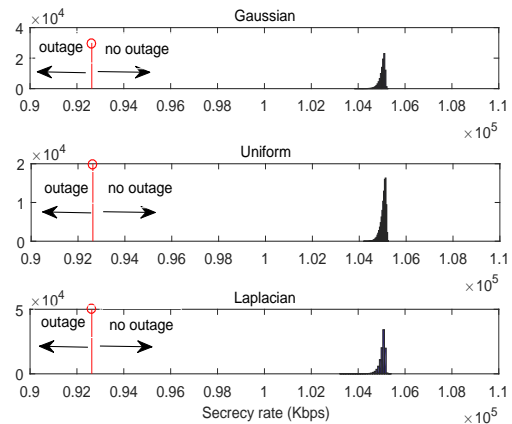 Gaussian
×10^4
4
2
0
outage
no outage
0.9 0.92 0.94 0.96 0.98 1 1.02 1.04 1.06 1.08 1.1
×10^5
Uniform
×10^4
2
1
0
outage
no outage
0.9 0.92 0.94 0.96 0.98 1 1.02 1.04 1.06 1.08 1.1
×10^5
Laplacian
×10^4
5
0
outage
no outage
0.9 0.92 0.94 0.96 0.98 1 1.02 1.04 1.06 1.08 1.1
Secrecy rate (Kbps)
×10^5